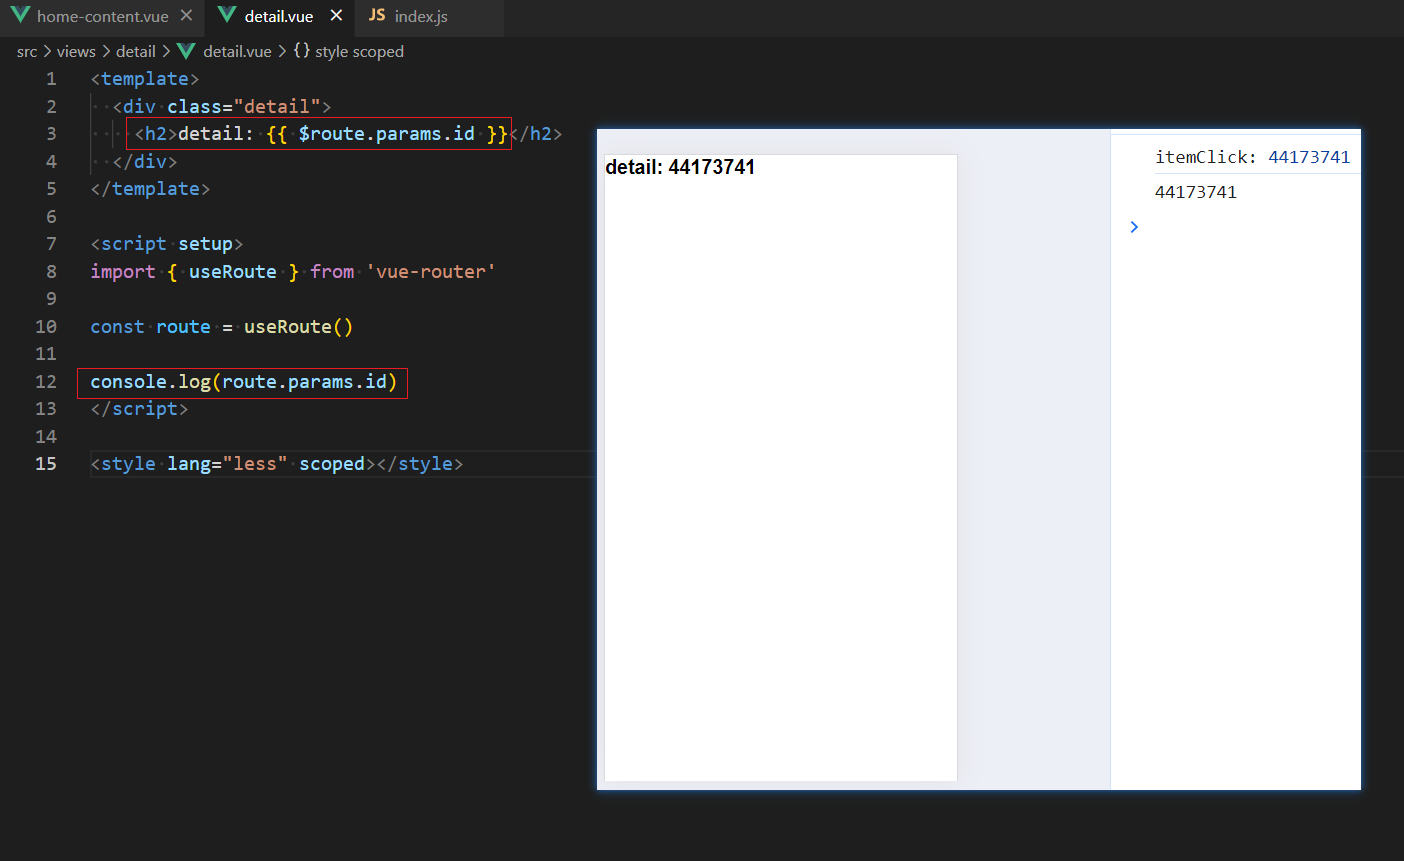 home-content.vue detail.vue JS index.js
src views detail detail.vue {} style scoped
1 <template>
2 <div class="detail">
3 <h2>detail: {{ $route.params.id }}</h2>
4 </div>
5 </template>
6
7 <script setup>
8 import { useRoute } from 'vue-router'
9
10 const route = useRoute()
11
12 console.log(route.params.id)
13 </script>
14
15 <style lang="less" scoped></style>
detail: 44173741
itemClick: 44173741
44173741